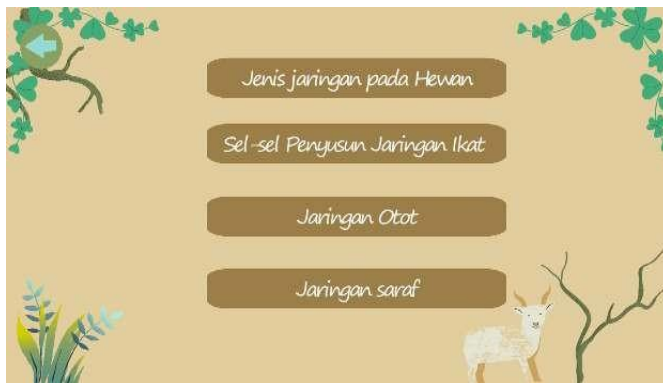 Jenis jaringan pada Hewan
Sel-sel Penyusun Jaringan Ikat
Jaringan Otot
Jaringan saraf